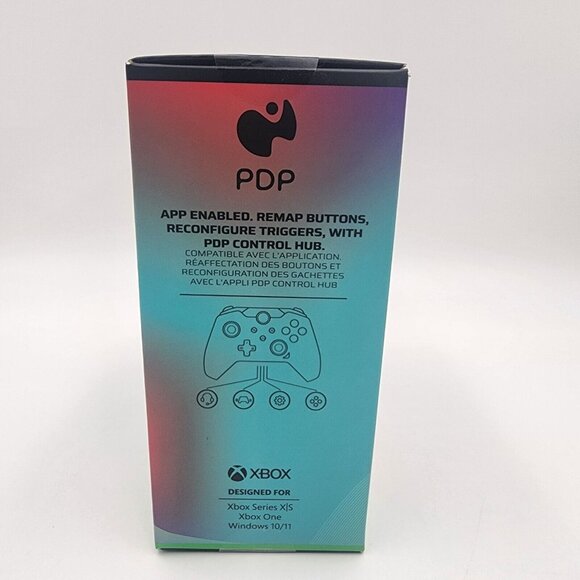 PDP
APP ENABLED. REMAP BUTTONS,
RECONFIGURE TRIGGERS, WITH
PDP CONTROL HUB.
COMPATIBLE AVEC L'APPLICATION.
RÉAFFECTATION DES BOUTONS ET
RECONFIGURATION DES GACHETTES
AVEC L'APPLI PDP CONTROL HUB
XBOX
DESIGNED FOR
Xbox Series X|S
Xbox One
Windows 10/11